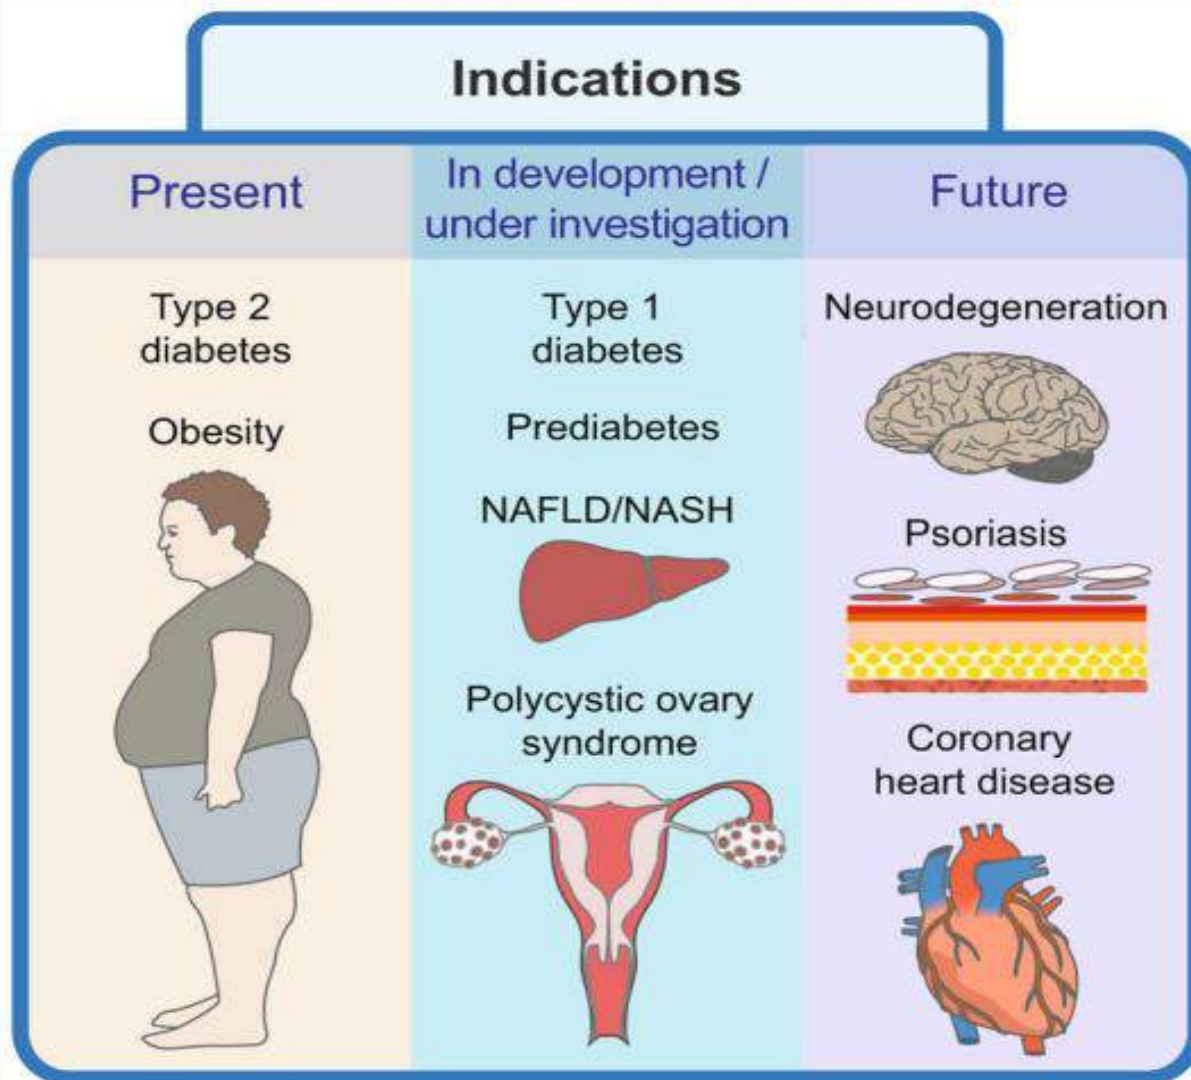 Indications
Present
In development /
under investigation
Future
Type 2
diabetes
Obesity
Type 1
diabetes
Prediabetes
NAFLD/NASH
Polycystic ovary
syndrome
Neurodegeneration
Psoriasis
Coronary
heart disease